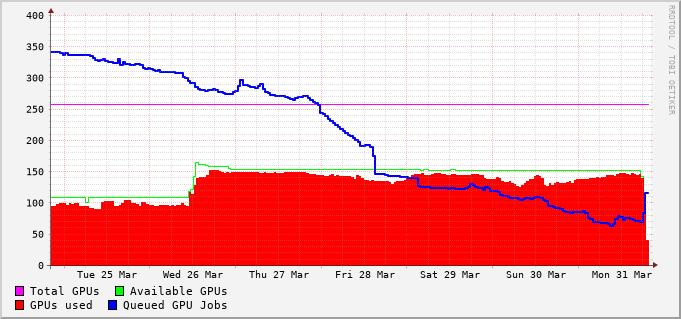 400
350
300
250
200
150
100
50
0
Tue 25 Mar Wed 26 Mar Thu 27 Mar Fri 28 Mar Sat 29 Mar Sun 30 Mar Mon 31 Mar
Total GPUs Available GPUs
GPUs used Queued GPU Jobs
RRDTOOL / TOBI OETIKER